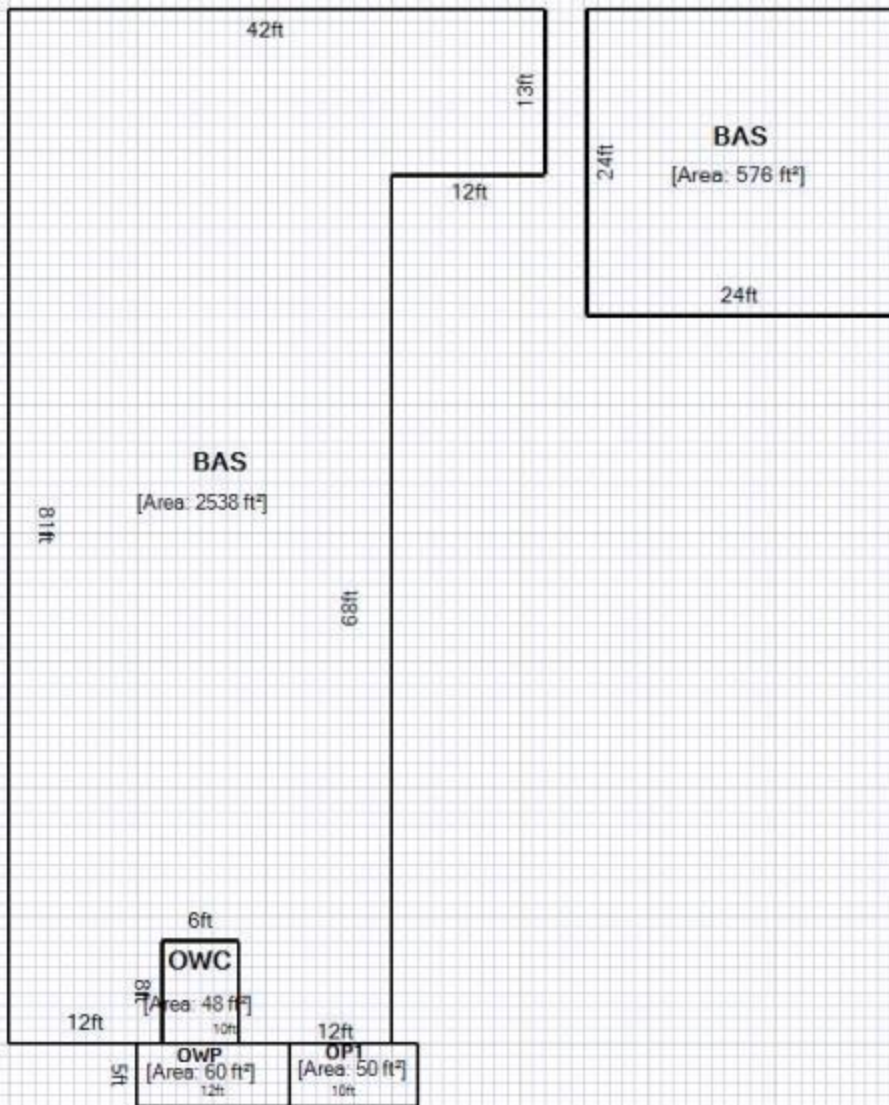 42ft
13ft
12ft
BAS
[Area: 576 ft²]
24ft
24ft
BAS
[Area: 2538 ft²]
81ft
68ft
6ft
OWC
8ft
[Area: 48 ft²]
12ft
10ft
12ft
OWP
OP1
5ft
[Area: 60 ft²]
[Area: 50 ft²]
12ft
10ft